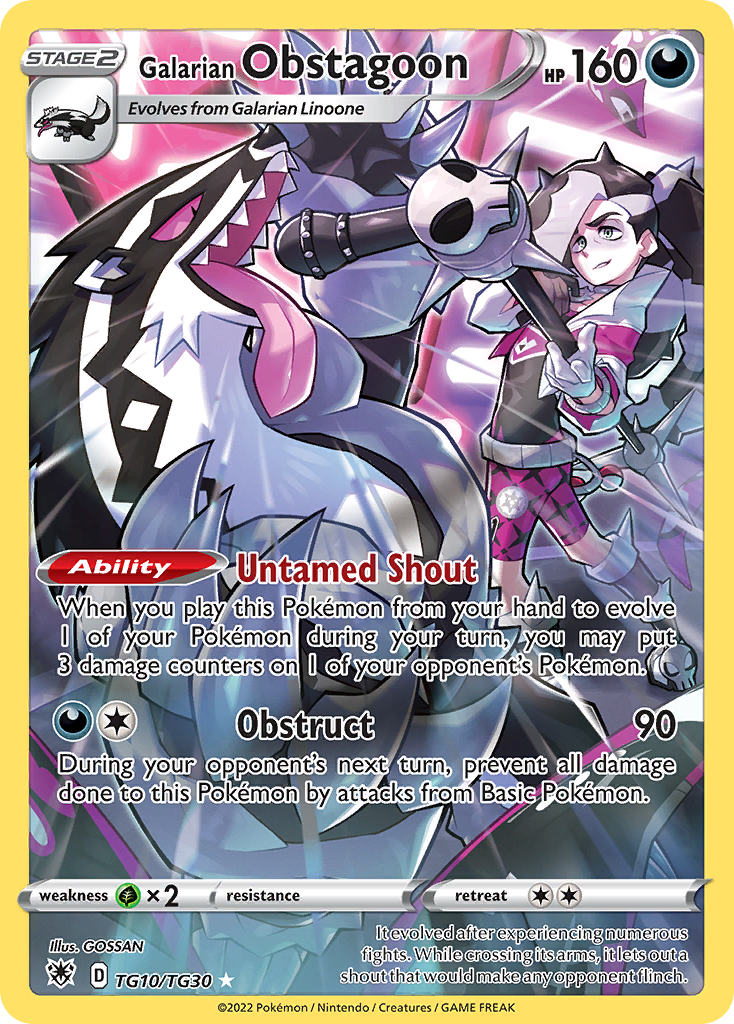 STAGE 2
Galarian Obstagoon
HP 160
Evolves from Galarian Linoone
Ability Untamed Shout
When you play this Pokémon from your hand to evolve
1 of your Pokémon during your turn, you may put
3 damage counters on 1 of your opponent's Pokémon.
Obstruct 90
During your opponent's next turn, prevent all damage
done to this Pokémon by attacks from Basic Pokémon.
weakness ×2 resistance retreat
Illus. GOSSAN
D TG10/TG30
It evolved after experiencing numerous
fights. While crossing its arms, it lets out a
shout that would make any opponent flinch.
©2022 Pokémon / Nintendo / Creatures / GAME FREAK